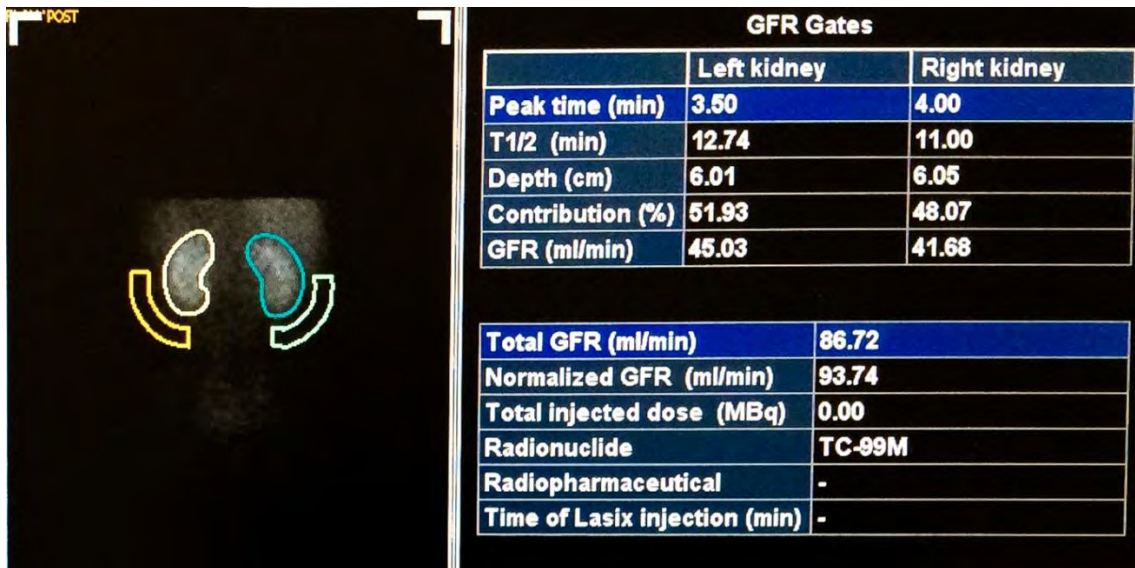 POST
GFR Gates
Left kidney Right kidney
Peak time (min) 3.50 4.00
T1/2 (min) 12.74 11.00
Depth (cm) 6.01 6.05
Contribution (%) 51.93 48.07
GFR (ml/min) 45.03 41.68
Total GFR (ml/min) 86.72
Normalized GFR (ml/min) 93.74
Total injected dose (MBq) 0.00
Radionuclide TC-99M
Radiopharmaceutical -
Time of Lasix injection (min) -